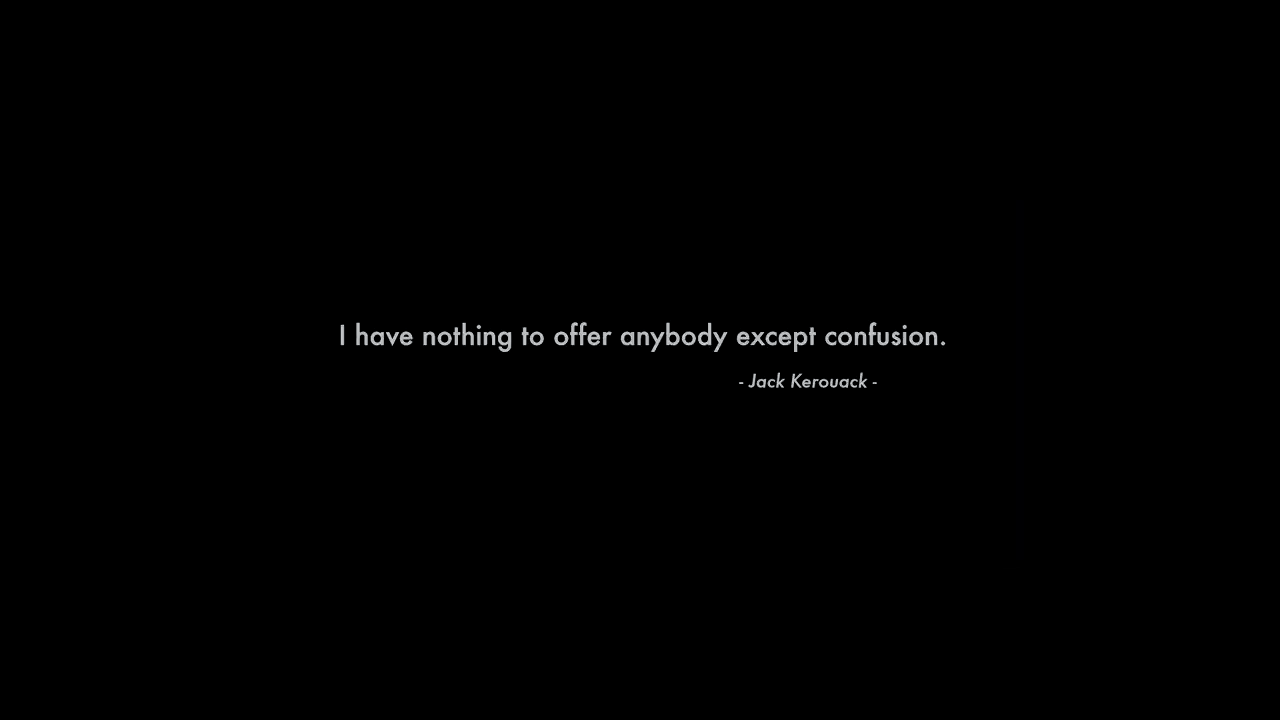 I have nothing to offer anybody except confusion.
- Jack Kerouack -